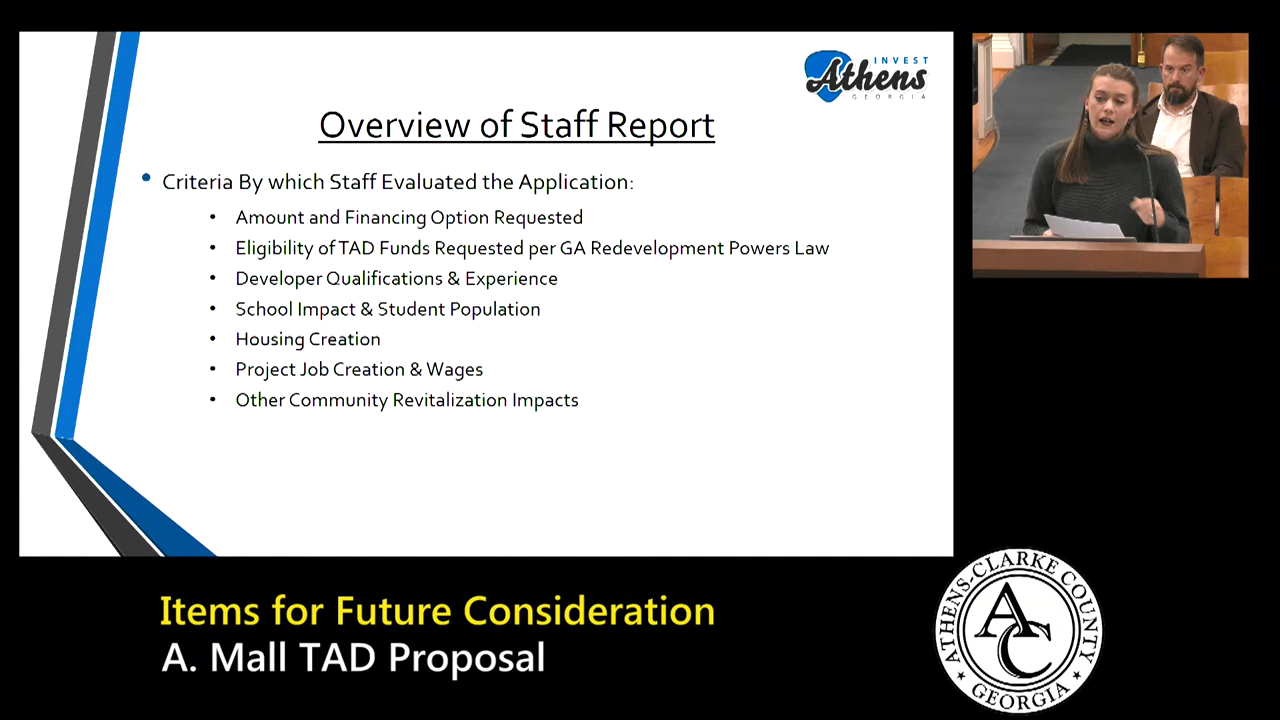 INVEST
Athens
GEORGIA
Overview of Staff Report
• Criteria By which Staff Evaluated the Application:
• Amount and Financing Option Requested
• Eligibility of TAD Funds Requested per GA Redevelopment Powers Law
• Developer Qualifications & Experience
• School Impact & Student Population
• Housing Creation
• Project Job Creation & Wages
• Other Community Revitalization Impacts
Items for Future Consideration
A. Mall TAD Proposal
ATHENS-CLARKE COUNTY
AC
GEORGIA